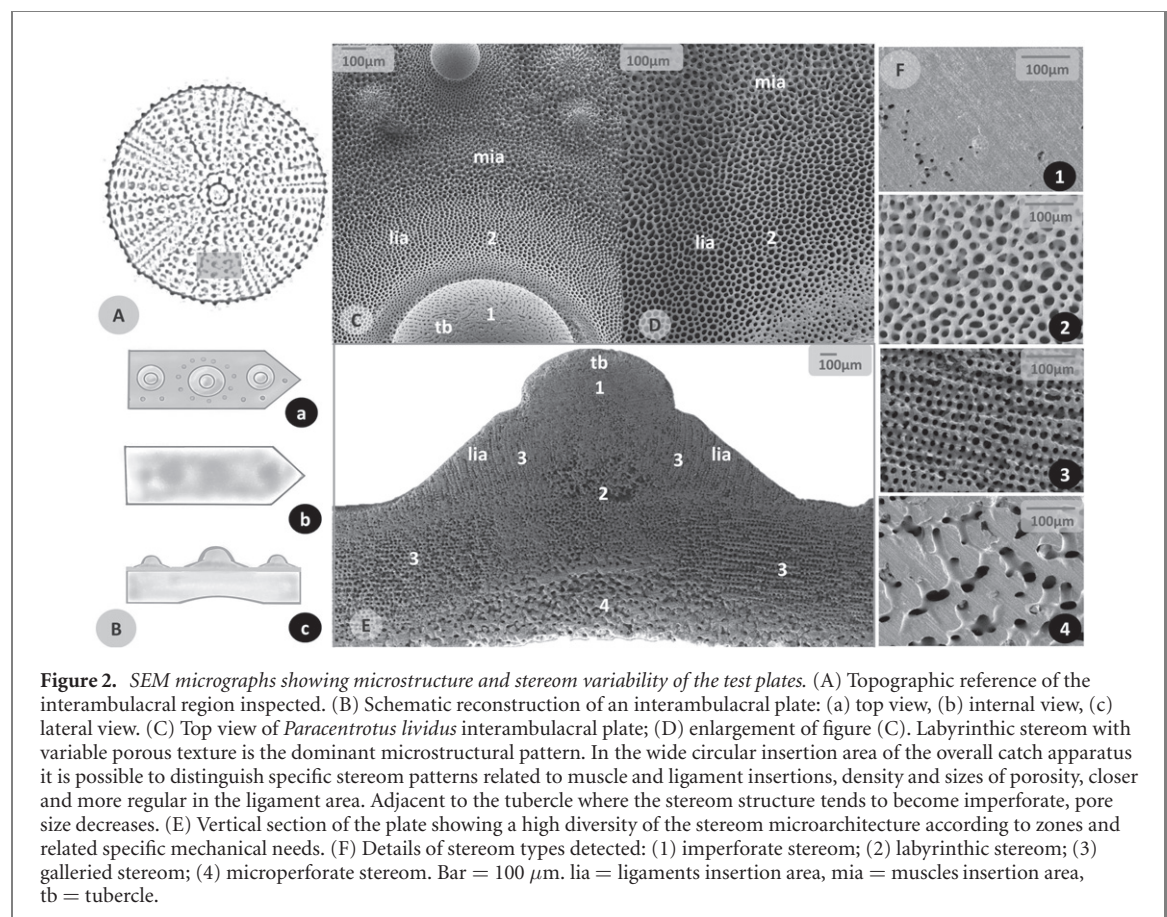 A
B
a
b
c
100μm
mia
lia
2
tb
1
C
100μm
mia
lia
2
D
100μm
tb
1
lia
3
3
lia
2
3
3
4
E
F
100μm
1
100μm
2
100μm
3
100μm
4
Figure 2. SEM micrographs showing microstructure and stereom variability of the test plates. (A) Topographic reference of the
interambulacral region inspected. (B) Schematic reconstruction of an interambulacral plate: (a) top view, (b) internal view, (c)
lateral view. (C) Top view of Paracentrotus lividus interambulacral plate; (D) enlargement of figure (C). Labyrinthic stereom with
variable porous texture is the dominant microstructural pattern. In the wide circular insertion area of the overall catch apparatus
it is possible to distinguish specific stereom patterns related to muscle and ligament insertions, density and sizes of porosity, closer
and more regular in the ligament area. Adjacent to the tubercle where the stereom structure tends to become imperforate, pore
size decreases. (E) Vertical section of the plate showing a high diversity of the stereom microarchitecture according to zones and
related specific mechanical needs. (F) Details of stereom types detected: (1) imperforate stereom; (2) labyrinthic stereom; (3)
galleried stereom; (4) microperforate stereom. Bar = 100 μm. lia = ligaments insertion area, mia = muscles insertion area,
tb = tubercle.